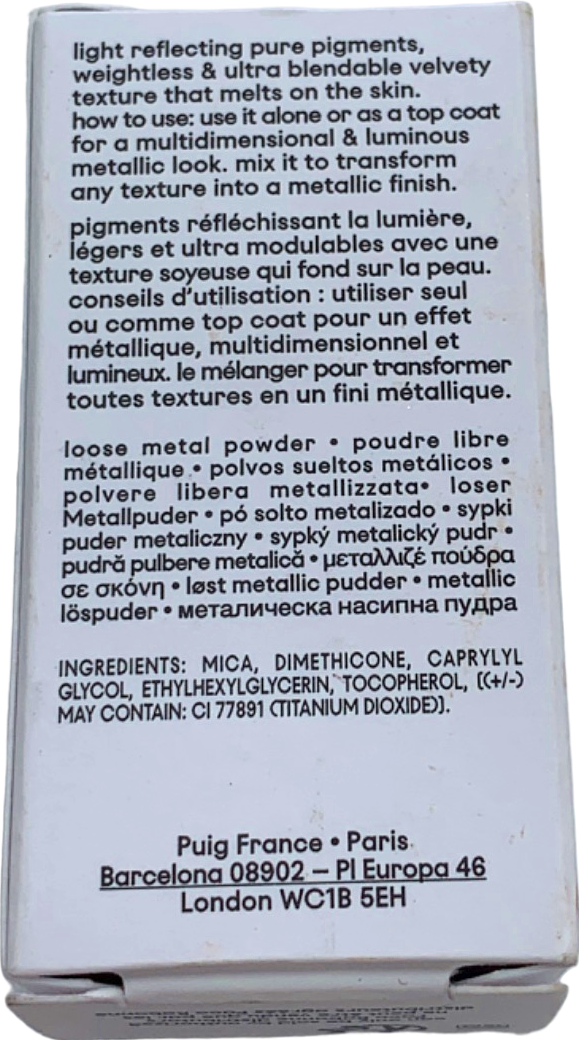 light reflecting pure pigments,
weightless & ultra blendable velvety
texture that melts on the skin.
how to use: use it alone or as a top coat
for a multidimensional & luminous
metallic look. mix it to transform
any texture into a metallic finish.
pigments réfléchissant la lumière,
légers et ultra modulables avec une
texture soyeuse qui fond sur la peau.
conseils d’utilisation : utiliser seul
ou comme top coat pour un effet
métallique, multidimensionnel et
lumineux. le mélanger pour transformer
toutes textures en un fini métallique.
loose metal powder • poudre libre
métallique • polvos sueltos metálicos •
polvere libera metallizzata• loser
Metallpuder • pó solto metalizado • sypki
puder metaliczny • sypký metalický pudr •
pudră pulbere metalică • μεταλλιζέ πούδρα
σε σκόνη • løst metallic pudder • metallic
löspuder • металическа насипна пудра
INGREDIENTS: MICA, DIMETHICONE, CAPRYLYL
GLYCOL, ETHYLHEXYLGLYCERIN, TOCOPHEROL, [(+/-)
MAY CONTAIN: CI 77891 (TITANIUM DIOXIDE)].
Puig France • Paris
Barcelona 08902 – Pl Europa 46
London WC1B 5EH